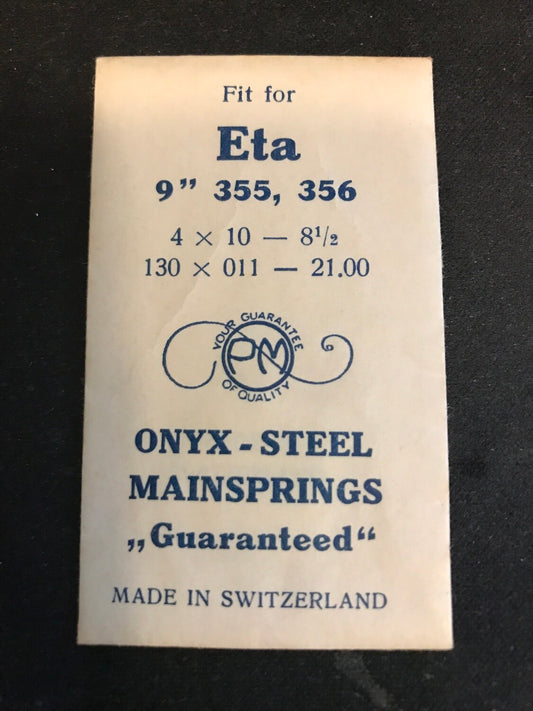 Fit for
Eta
9” 355, 356
4 × 10 — 8½
130 × 011 — 21.00
YOUR GUARANTEE
PM
OF QUALITY
ONYX - STEEL
MAINSPRINGS
„Guaranteed“
MADE IN SWITZERLAND